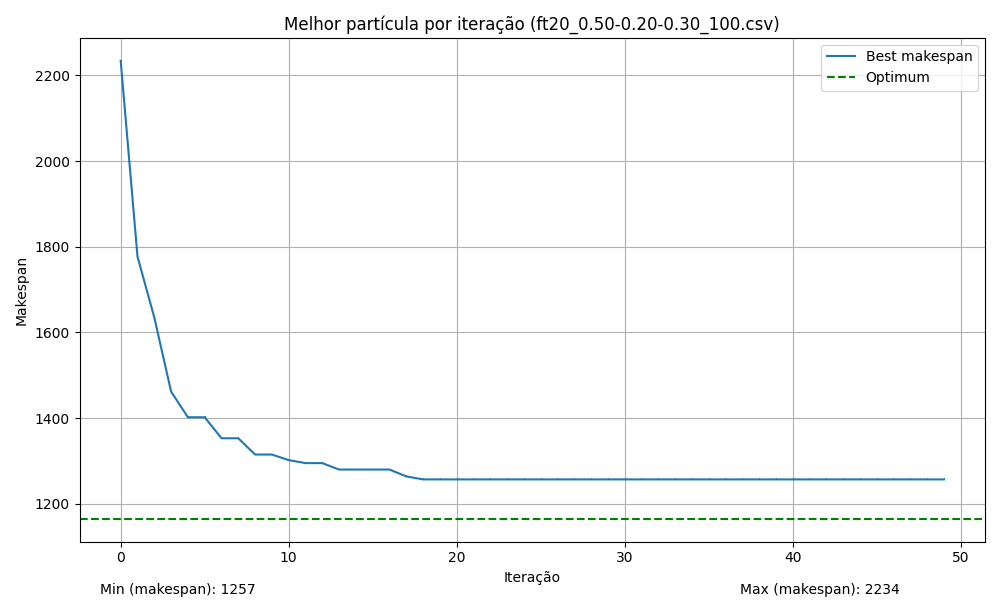 Melhor partícula por iteração (ft20_0.50-0.20-0.30_100.csv)
Best makespan
Optimum
Makespan
2200
2000
1800
1600
1400
1200
0 10 20 30 40 50
Iteração
Min (makespan): 1257 Max (makespan): 2234